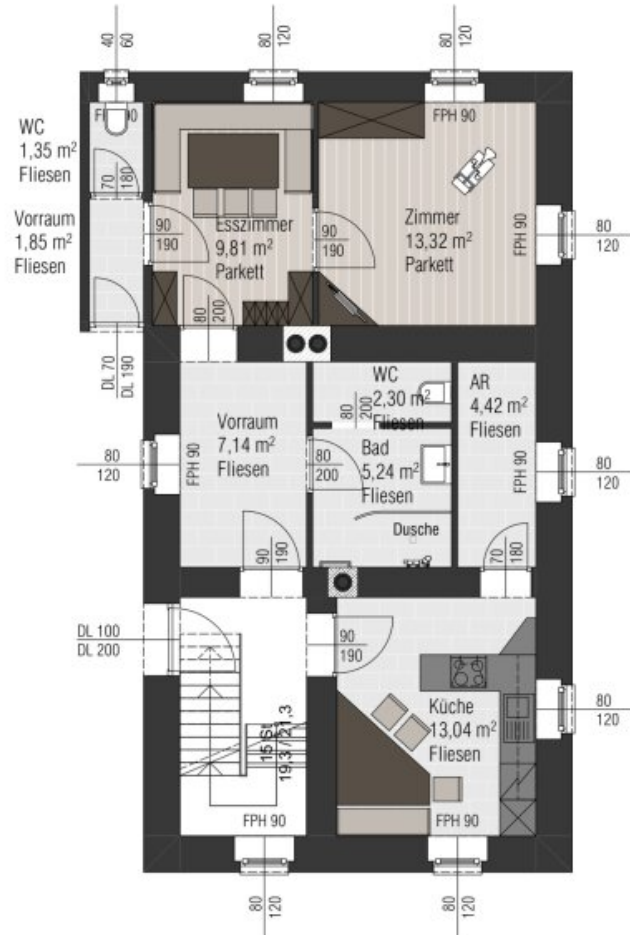 40
60
80
120
80
120
WC
1,35 m²
Fliesen
FPH 90
FPH 90
70
180
Vorraum
1,85 m²
Fliesen
90
190
Esszimmer
9,81 m²
Parkett
90
190
Zimmer
13,32 m²
Parkett
FPH 90
80
120
80
200
DL 70
DL 190
WC
2,30 m²
Fliesen
80
200
AR
4,42 m²
Fliesen
FPH 90
80
120
Vorraum
7,14 m²
Fliesen
FPH 90
80
120
80
200
Bad
5,24 m²
Fliesen
Dusche
90
190
70
180
DL 100
DL 200
90
190
15 St
19,3 / 21,3
Küche
13,04 m²
Fliesen
80
120
FPH 90
FPH 90
80
120
80
120